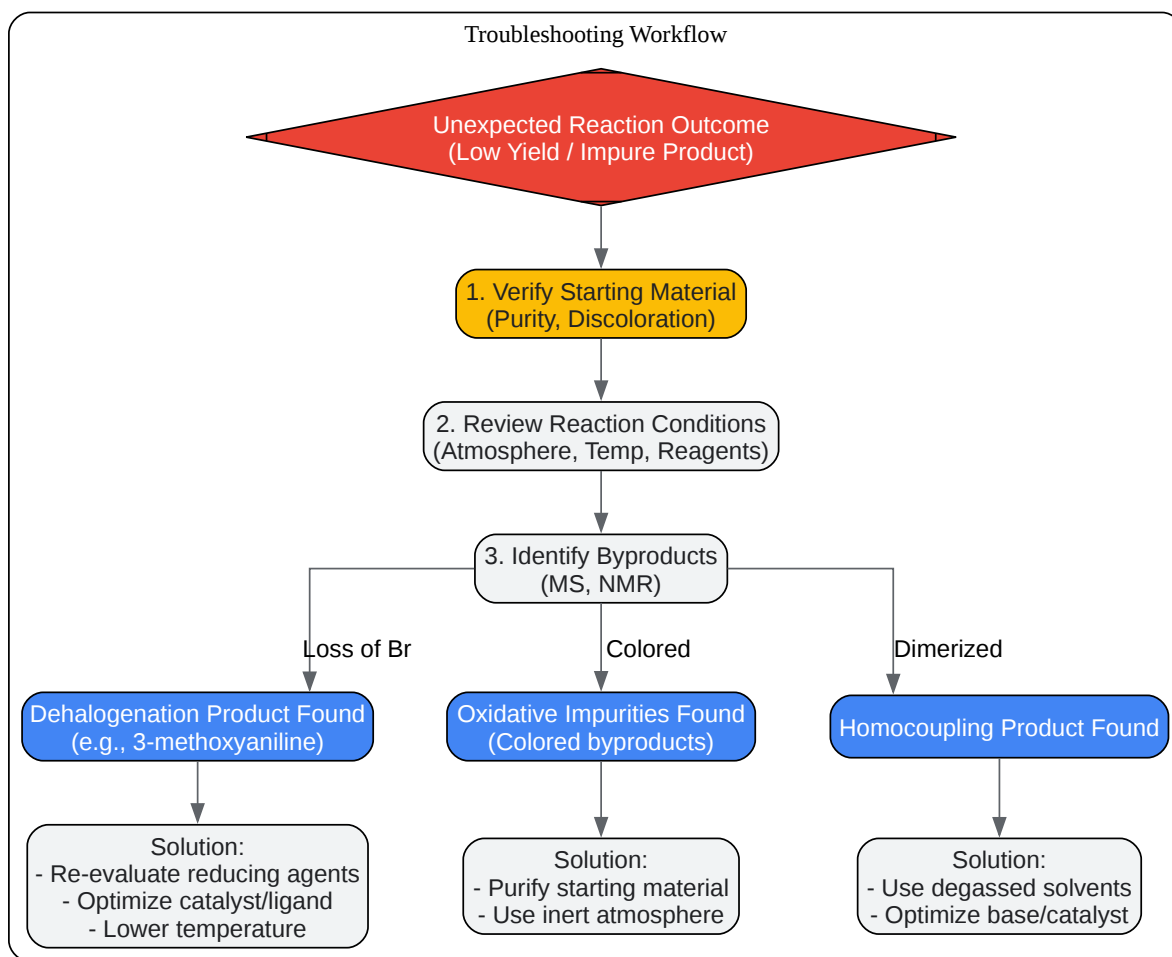 Troubleshooting Workflow
Unexpected Reaction Outcome
(Low Yield / Impure Product)
1. Verify Starting Material
(Purity, Discoloration)
2. Review Reaction Conditions
(Atmosphere, Temp, Reagents)
3. Identify Byproducts
(MS, NMR)
Loss of Br
Colored
Dimerized
Dehalogenation Product Found
(e.g., 3-methoxyaniline)
Oxidative Impurities Found
(Colored byproducts)
Homocoupling Product Found
Solution:
- Re-evaluate reducing agents
- Optimize catalyst/ligand
- Lower temperature
Solution:
- Purify starting material
- Use inert atmosphere
Solution:
- Use degassed solvents
- Optimize base/catalyst